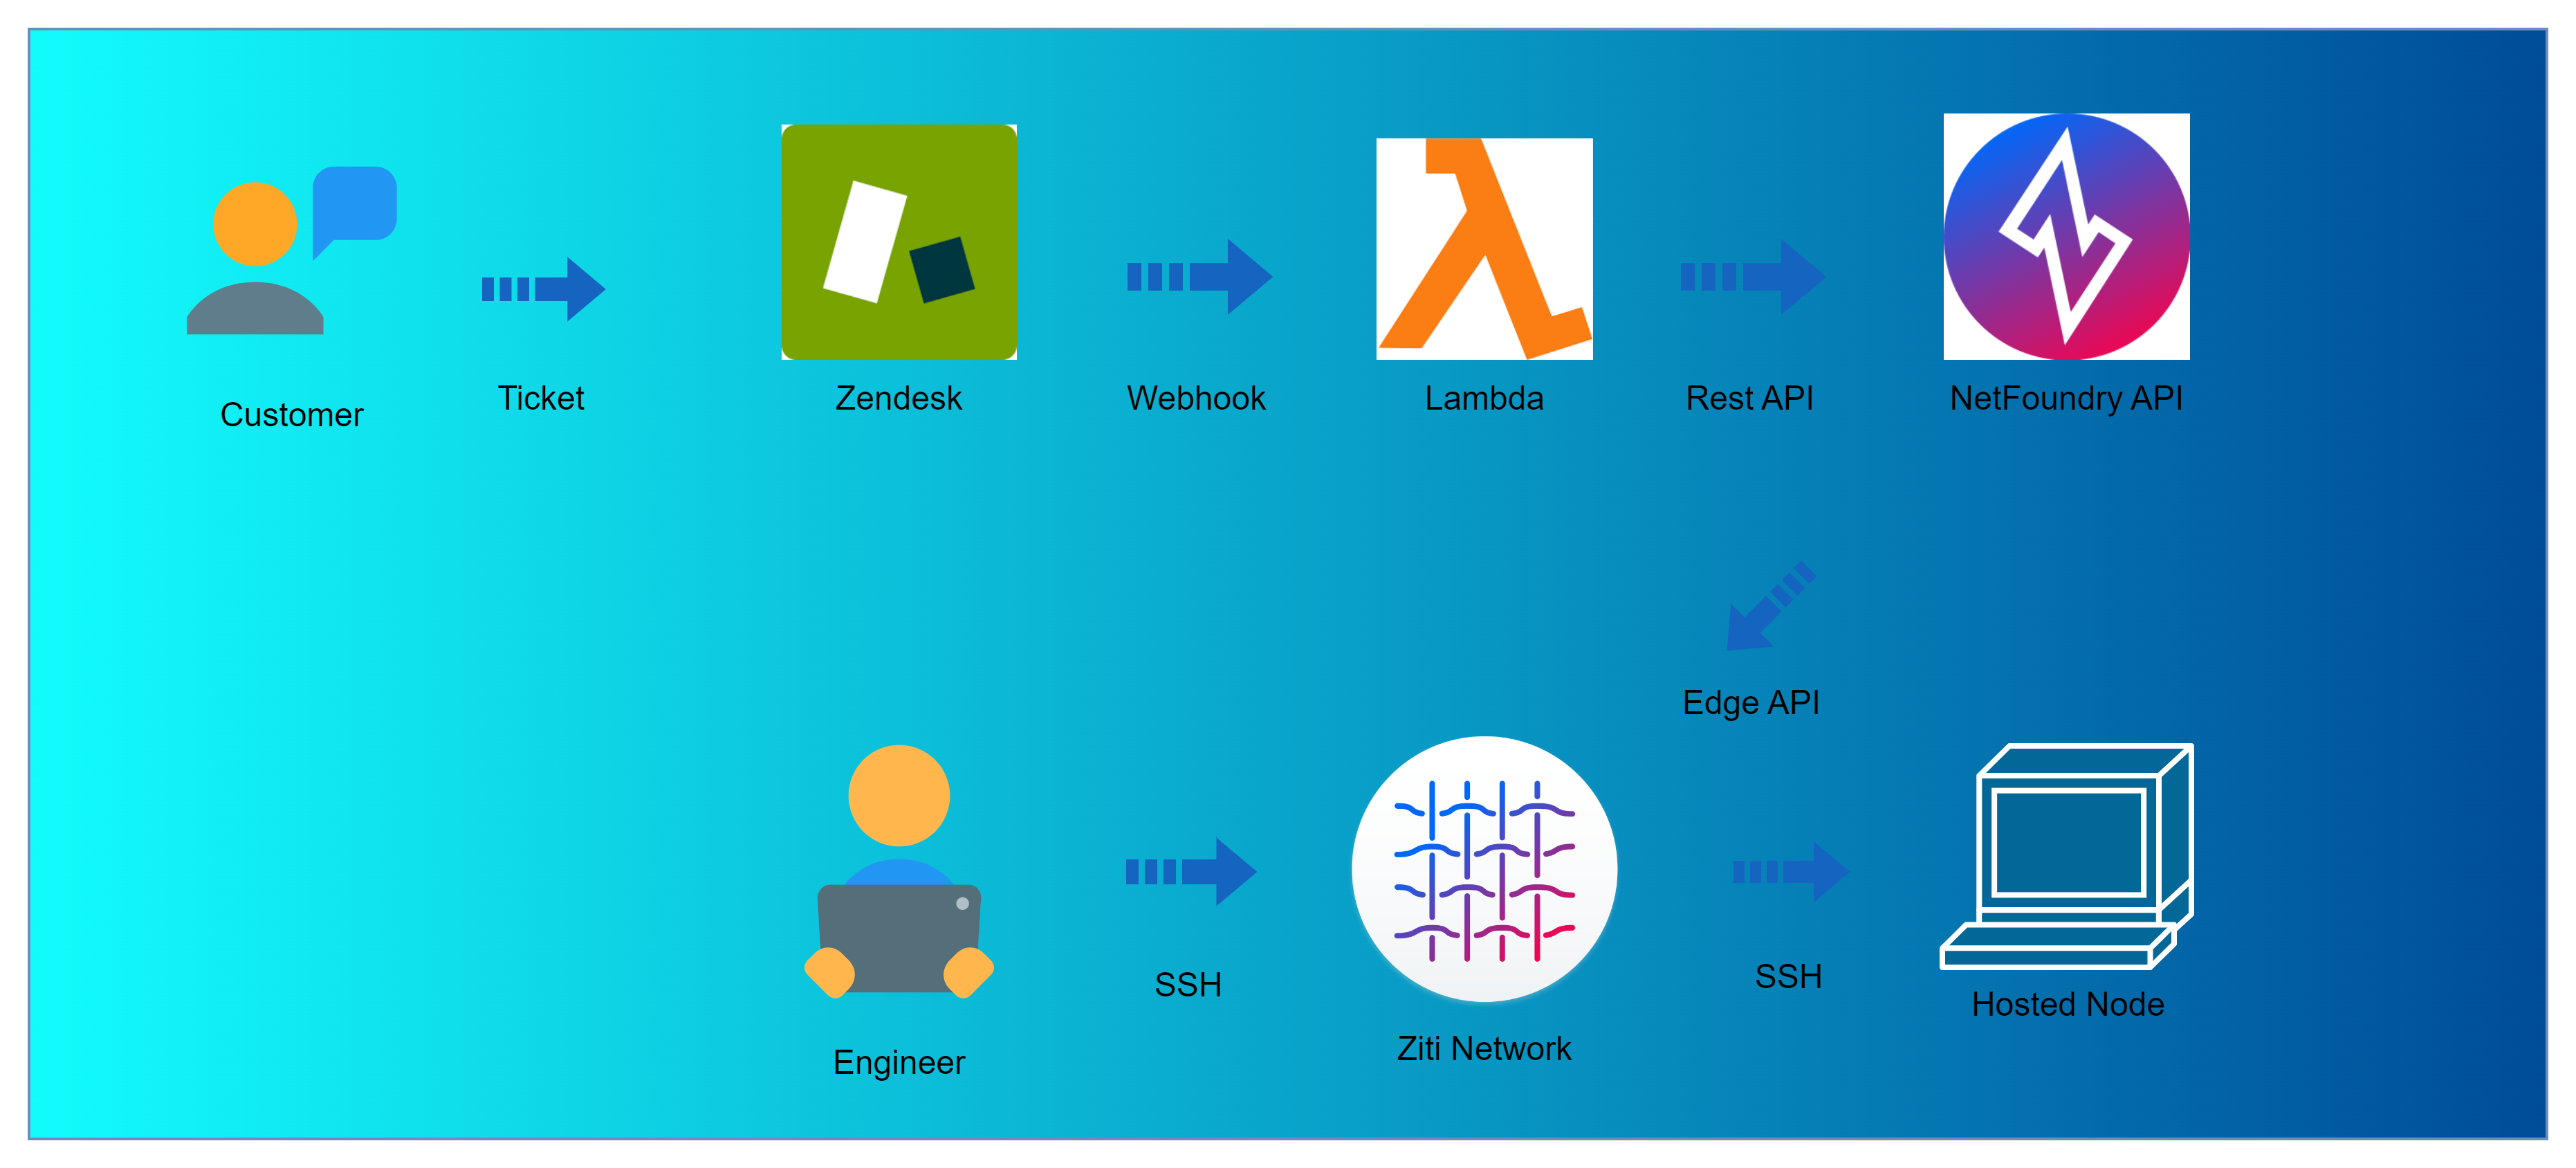 Customer
Ticket
Zendesk
Webhook
Lambda
Rest API
NetFoundry API
Edge API
Engineer
SSH
Ziti Network
SSH
Hosted Node